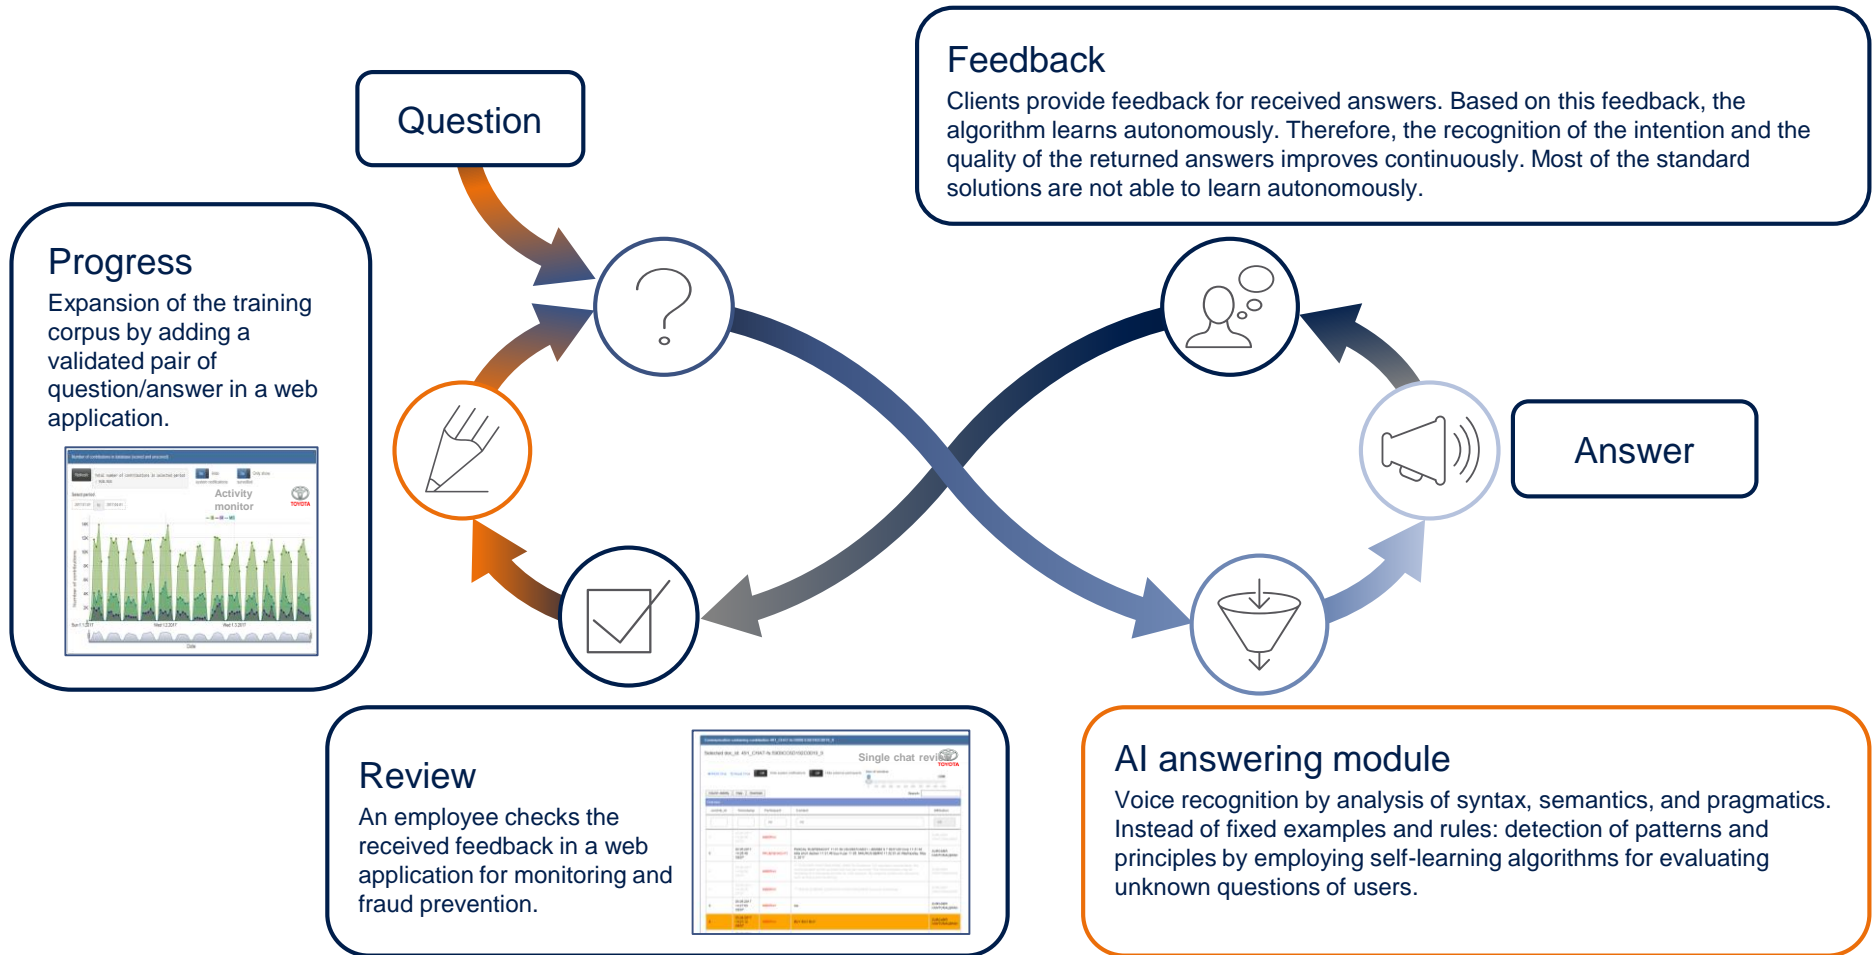 Question
Feedback
Clients provide feedback for received answers. Based on this feedback, the
algorithm learns autonomously. Therefore, the recognition of the intention and the
quality of the returned answers improves continuously. Most of the standard
solutions are not able to learn autonomously.
Progress
Expansion of the training
corpus by adding a
validated pair of
question/answer in a web
application.
Activity
monitor
TOYOTA
Number of contributions
Date
Answer
Review
An employee checks the
received feedback in a web
application for monitoring and
fraud prevention.
Single chat review
TOYOTA
AI answering module
Voice recognition by analysis of syntax, semantics, and pragmatics.
Instead of fixed examples and rules: detection of patterns and
principles by employing self-learning algorithms for evaluating
unknown questions of users.